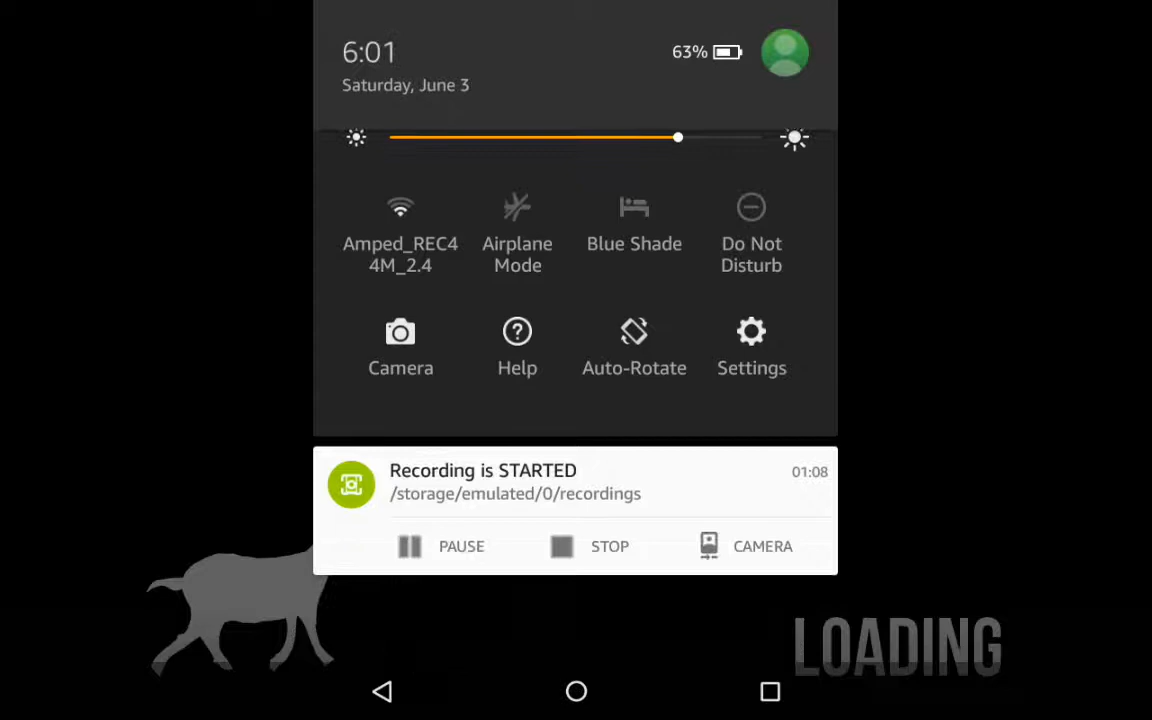 6:01
63%
Saturday, June 3
Amped_REC4
4M_2.4
Airplane
Mode
Blue Shade
Do Not
Disturb
Camera
Help
Auto-Rotate
Settings
Recording is STARTED
01:08
/storage/emulated/0/recordings
PAUSE
STOP
CAMERA
LOADING